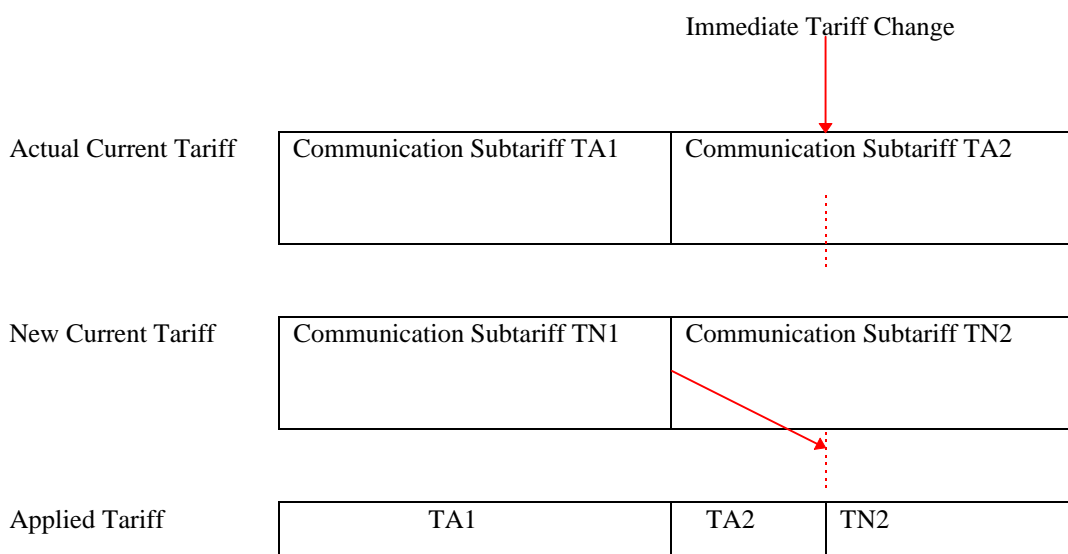 Immediate Tariff Change
Actual Current Tariff
Communication Subtariff TA1
Communication Subtariff TA2
New Current Tariff
Communication Subtariff TN1
Communication Subtariff TN2
Applied Tariff
TA1
TA2
TN2